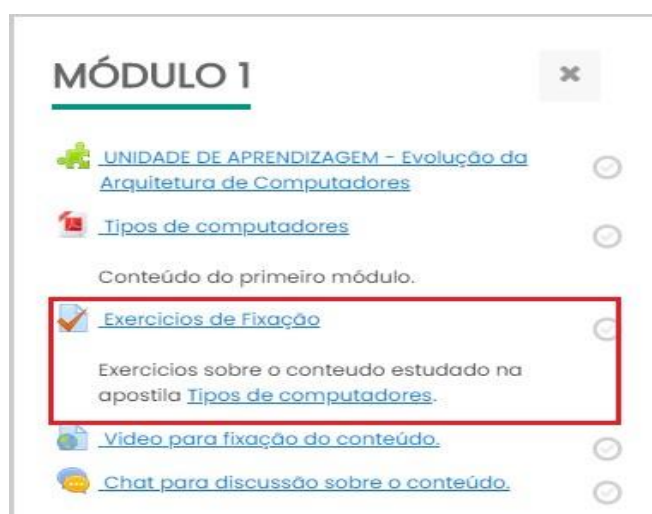 MÓDULO 1
UNIDADE DE APRENDIZAGEM - Evolução da
Arquitetura de Computadores
Tipos de computadores
Conteúdo do primeiro módulo.
Exercicios de Fixação
Exercicios sobre o conteudo estudado na
apostila Tipos de computadores.
Video para fixação do conteúdo.
Chat para discussão sobre o conteúdo.